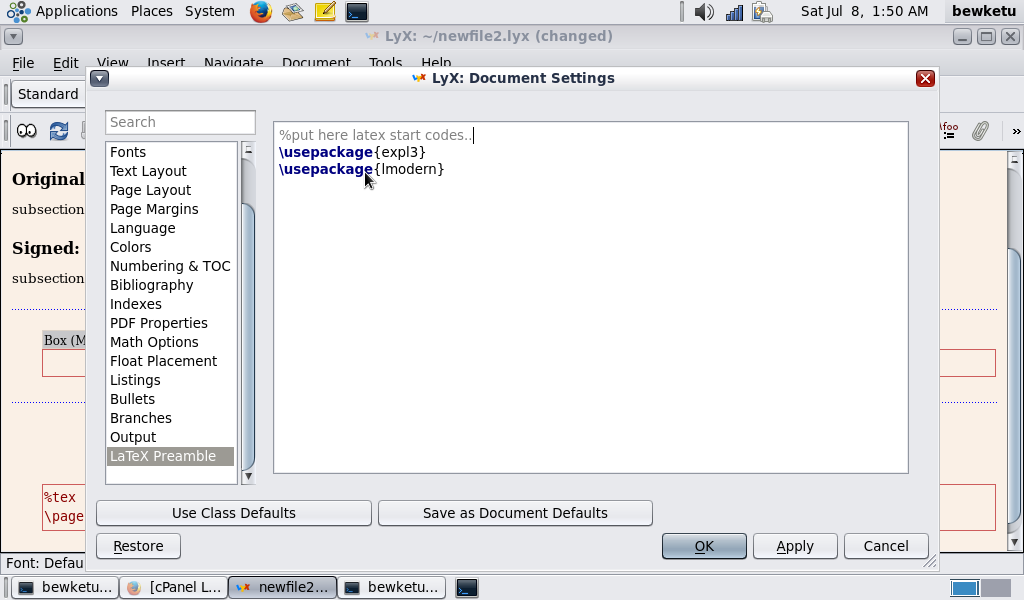 Applications Places System Sat Jul 8, 1:50 AM bewketu
LyX: ~/newfile2.lyx (changed)
File Edit View Insert Navigate Document Tools Help
LyX: Document Settings
Standard
Search
%put here latex start codes..
\usepackage{expl3}
\usepackage{lmodern}
\foo
Fonts
Text Layout
Page Layout
Page Margins
Language
Colors
Numbering & TOC
Bibliography
Indexes
PDF Properties
Math Options
Float Placement
Listings
Bullets
Branches
Output
LaTeX Preamble
Original
subsection
Signed:
subsection
Box (M
%tex
\page
Use Class Defaults Save as Document Defaults
Restore OK Apply Cancel
Font: Defau
bewketu... [cPanel L... newfile2... bewketu...